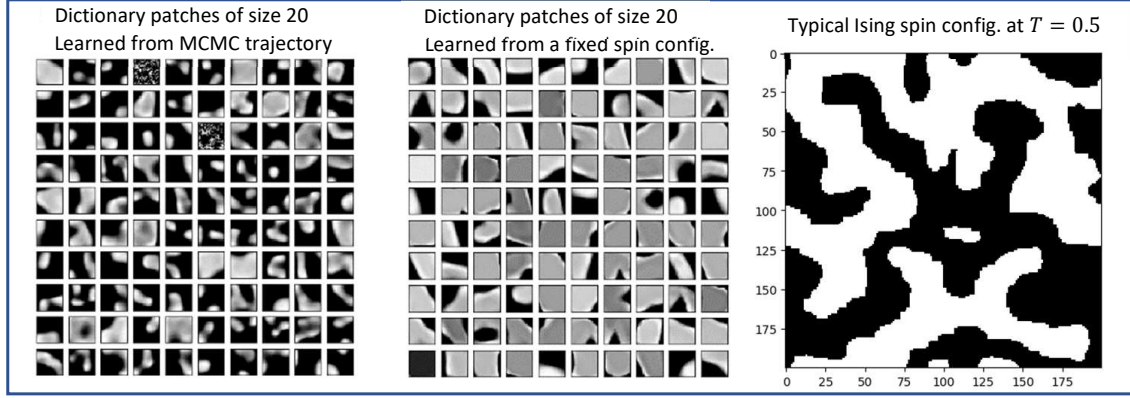 Dictionary patches of size 20
Learned from MCMC trajectory
Dictionary patches of size 20
Learned from a fixed spin config.
Typical Ising spin config. at T = 0.5
0
25
50
75
100
125
150
175
0 25 50 75 100 125 150 175